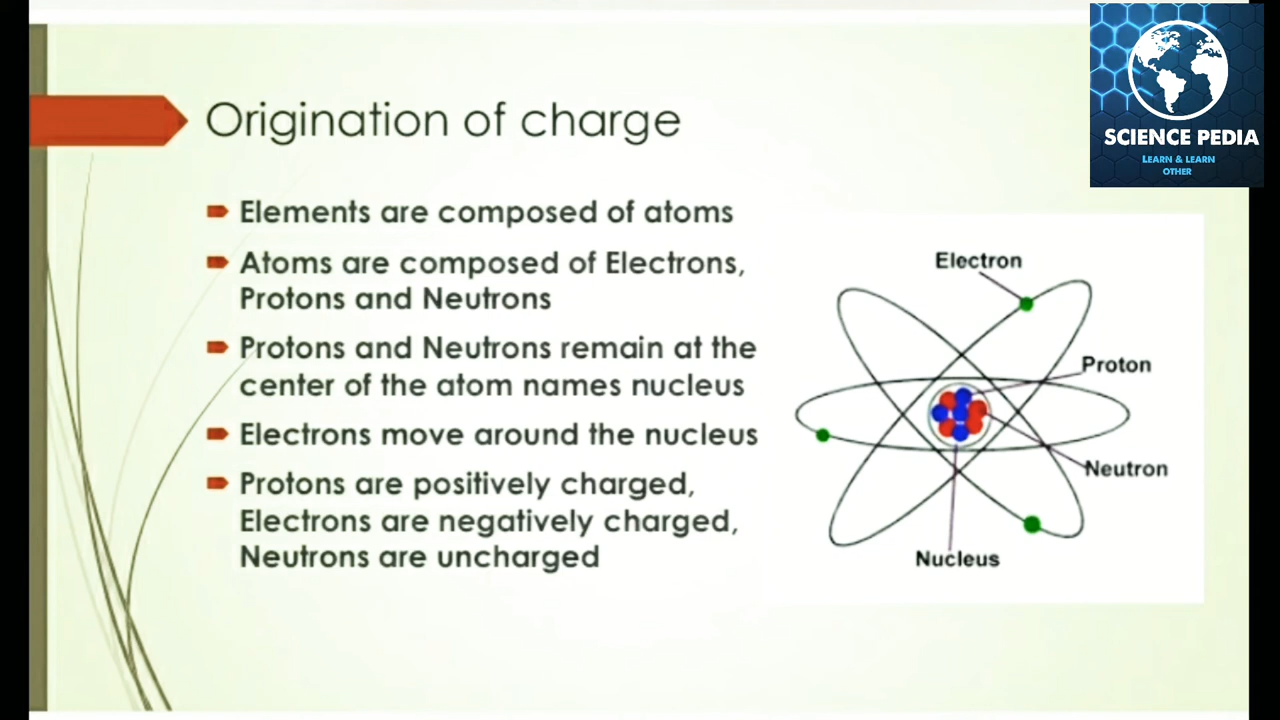 Origination of charge
Elements are composed of atoms
Atoms are composed of Electrons,
Protons and Neutrons
Protons and Neutrons remain at the
center of the atom names nucleus
Electrons move around the nucleus
Protons are positively charged,
Electrons are negatively charged,
Neutrons are uncharged
SCIENCE PEDIA
LEARN & LEARN
OTHER
Electron
Proton
Neutron
Nucleus